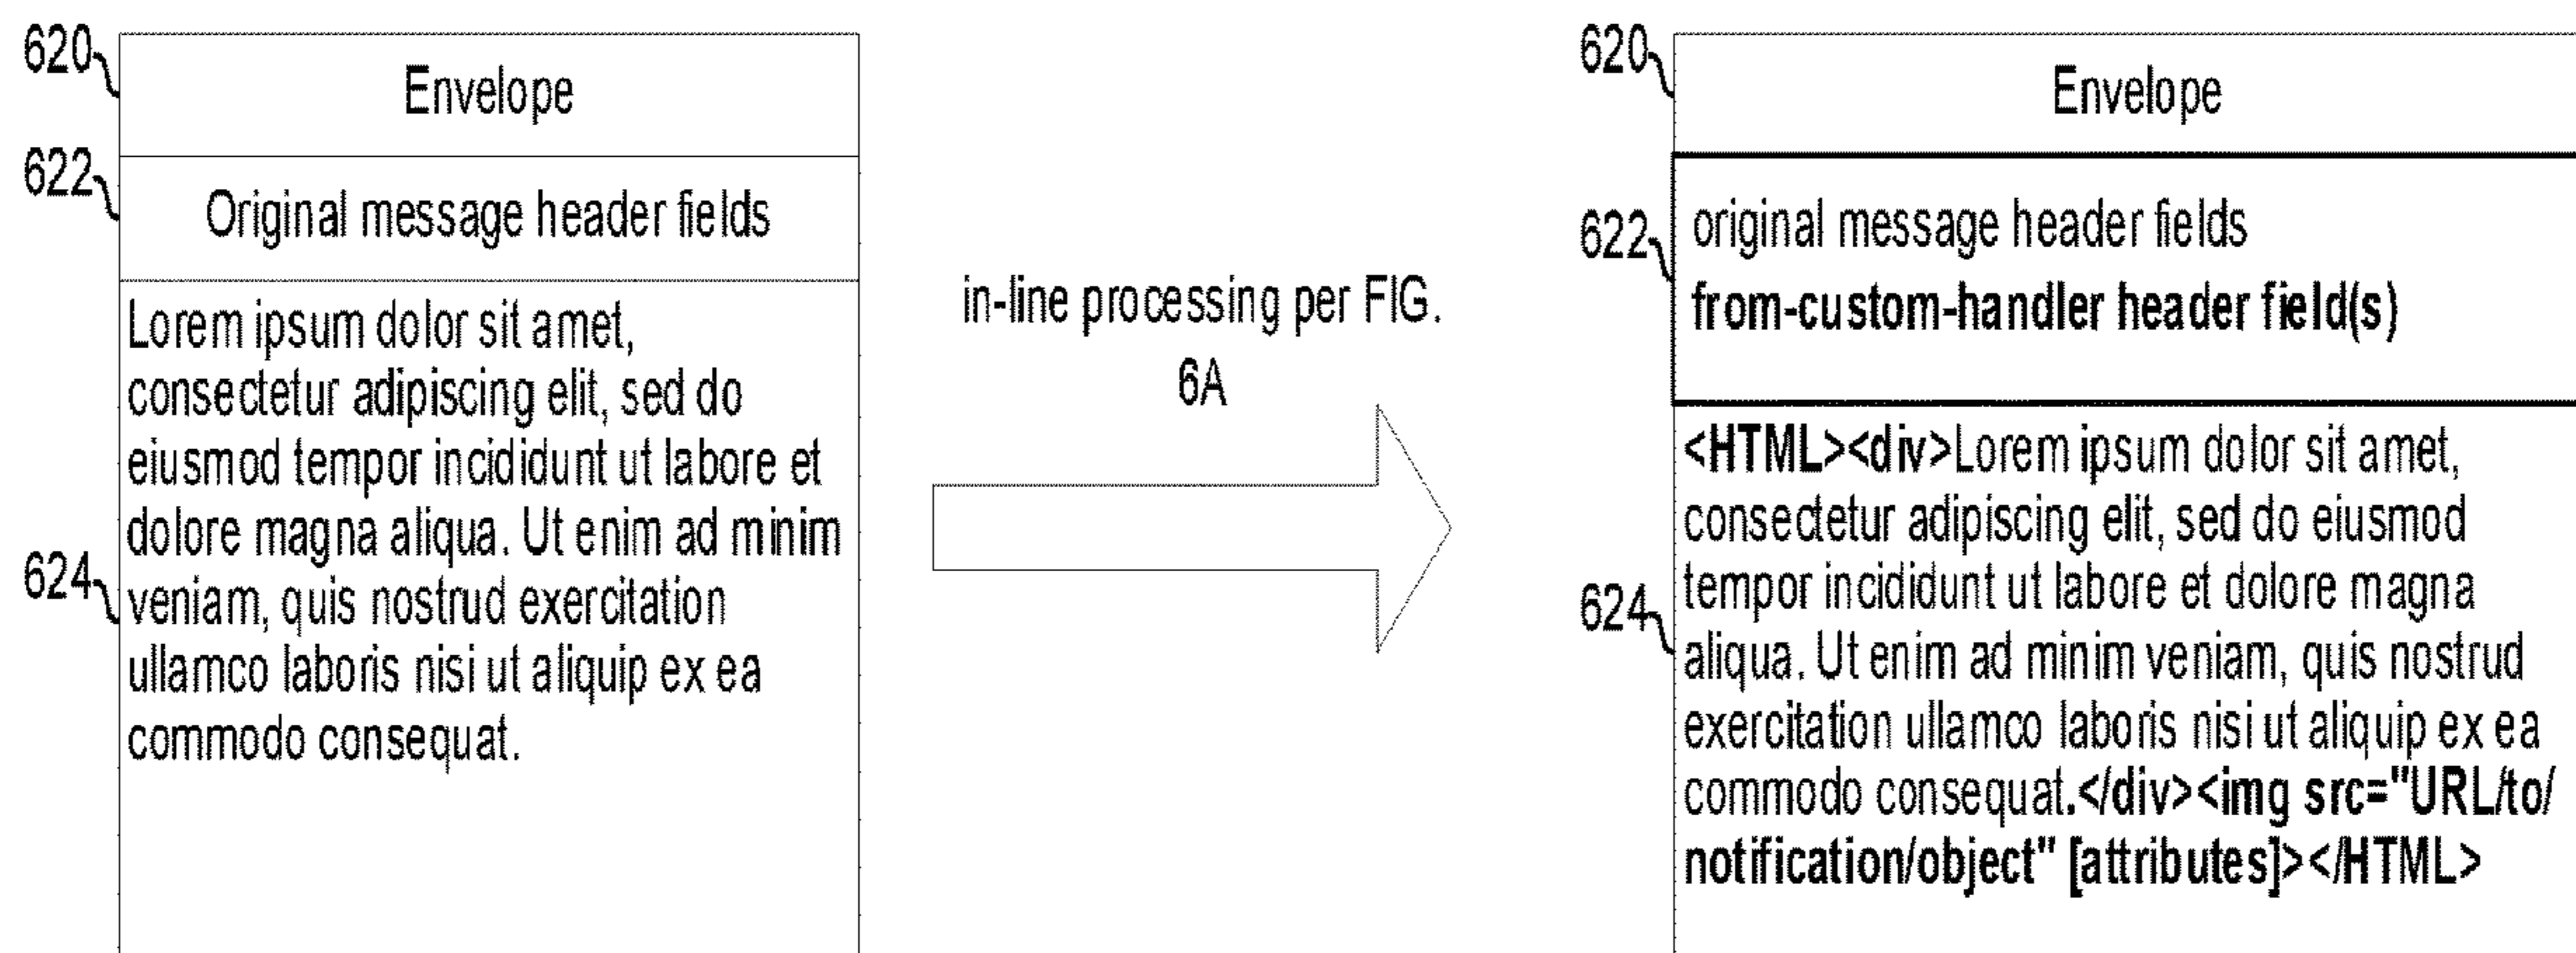 620
Envelope
622
Original message header fields
Lorem ipsum dolor sit amet,
consectetur adipiscing elit, sed do
eiusmod tempor incididunt ut labore et
dolore magna aliqua. Ut enim ad minim
624
veniam, quis nostrud exercitation
ullamco laboris nisi ut aliquip ex ea
commodo consequat.
in-line processing per FIG.
6A
620
Envelope
622
original message header fields
from-custom-handler header field(s)
<HTML><div>Lorem ipsum dolor sit amet,
consectetur adipiscing elit, sed do eiusmod
tempor incididunt ut labore et dolore magna
624
aliqua. Ut enim ad minim veniam, quis nostrud
exercitation ullamco laboris nisi ut aliquip ex ea
commodo consequat.</div><img src="URL/to/
notification/object" [attributes]></HTML>